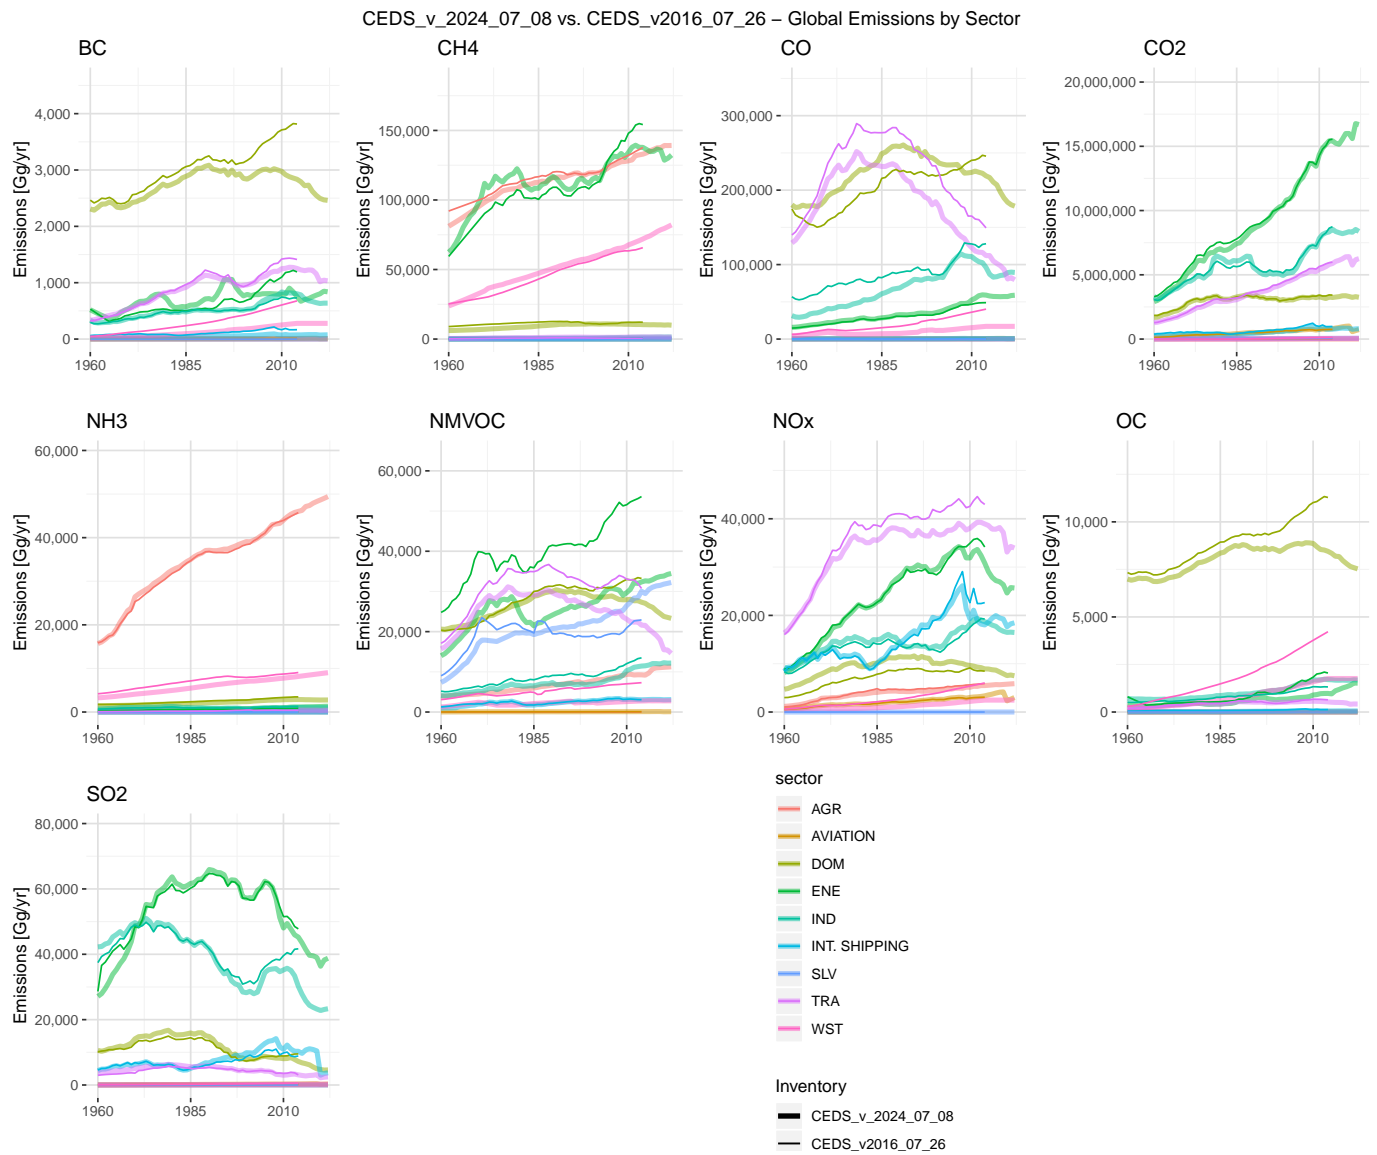 CEDS_v_2024_07_08 vs. CEDS_v2016_07_26 – Global Emissions by Sector
BC
CH4
CO
CO2
Emissions [Gg/yr]
4,000
3,000
2,000
1,000
0
1960
1985
2010
Emissions [Gg/yr]
150,000
100,000
50,000
0
1960
1985
2010
Emissions [Gg/yr]
300,000
200,000
100,000
0
1960
1985
2010
Emissions [Gg/yr]
20,000,000
15,000,000
10,000,000
5,000,000
0
1960
1985
2010
NH3
NMVOC
NOx
OC
Emissions [Gg/yr]
60,000
40,000
20,000
0
1960
1985
2010
Emissions [Gg/yr]
60,000
40,000
20,000
0
1960
1985
2010
Emissions [Gg/yr]
40,000
20,000
0
1960
1985
2010
Emissions [Gg/yr]
10,000
5,000
0
1960
1985
2010
SO2
Emissions [Gg/yr]
80,000
60,000
40,000
20,000
0
1960
1985
2010
sector
AGR
AVIATION
DOM
ENE
IND
INT. SHIPPING
SLV
TRA
WST
Inventory
CEDS_v_2024_07_08
CEDS_v2016_07_26